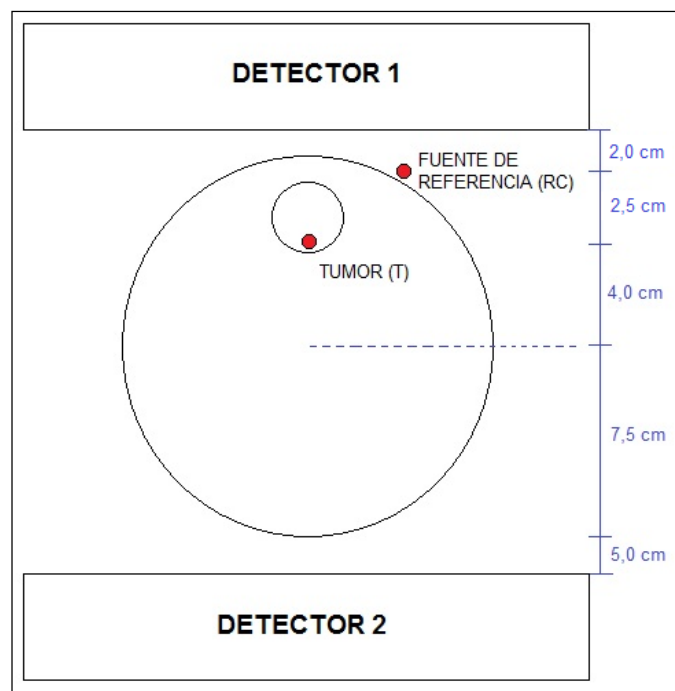 DETECTOR 1
FUENTE DE
REFERENCIA (RC)
2,0 cm
2,5 cm
TUMOR (T)
4,0 cm
7,5 cm
5,0 cm
DETECTOR 2